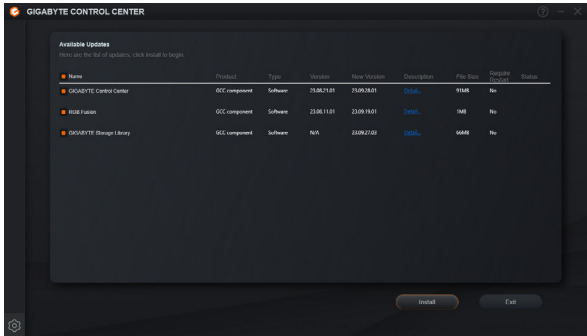 GIGABYTE CONTROL CENTER
Available Updates
Here are the list of updates, click install to begin.
Name Product Type Version New Version Description File Size Require Restart Status
GIGABYTE Control Center GCC component Software 23.08.21.01 23.09.28.01 Detail... 91MB No
RGB Fusion GCC component Software 23.08.11.01 23.09.19.01 Detail... 1MB No
GIGABYTE Storage Library GCC component Software N/A 23.09.27.03 Detail... 66MB No
Install Exit